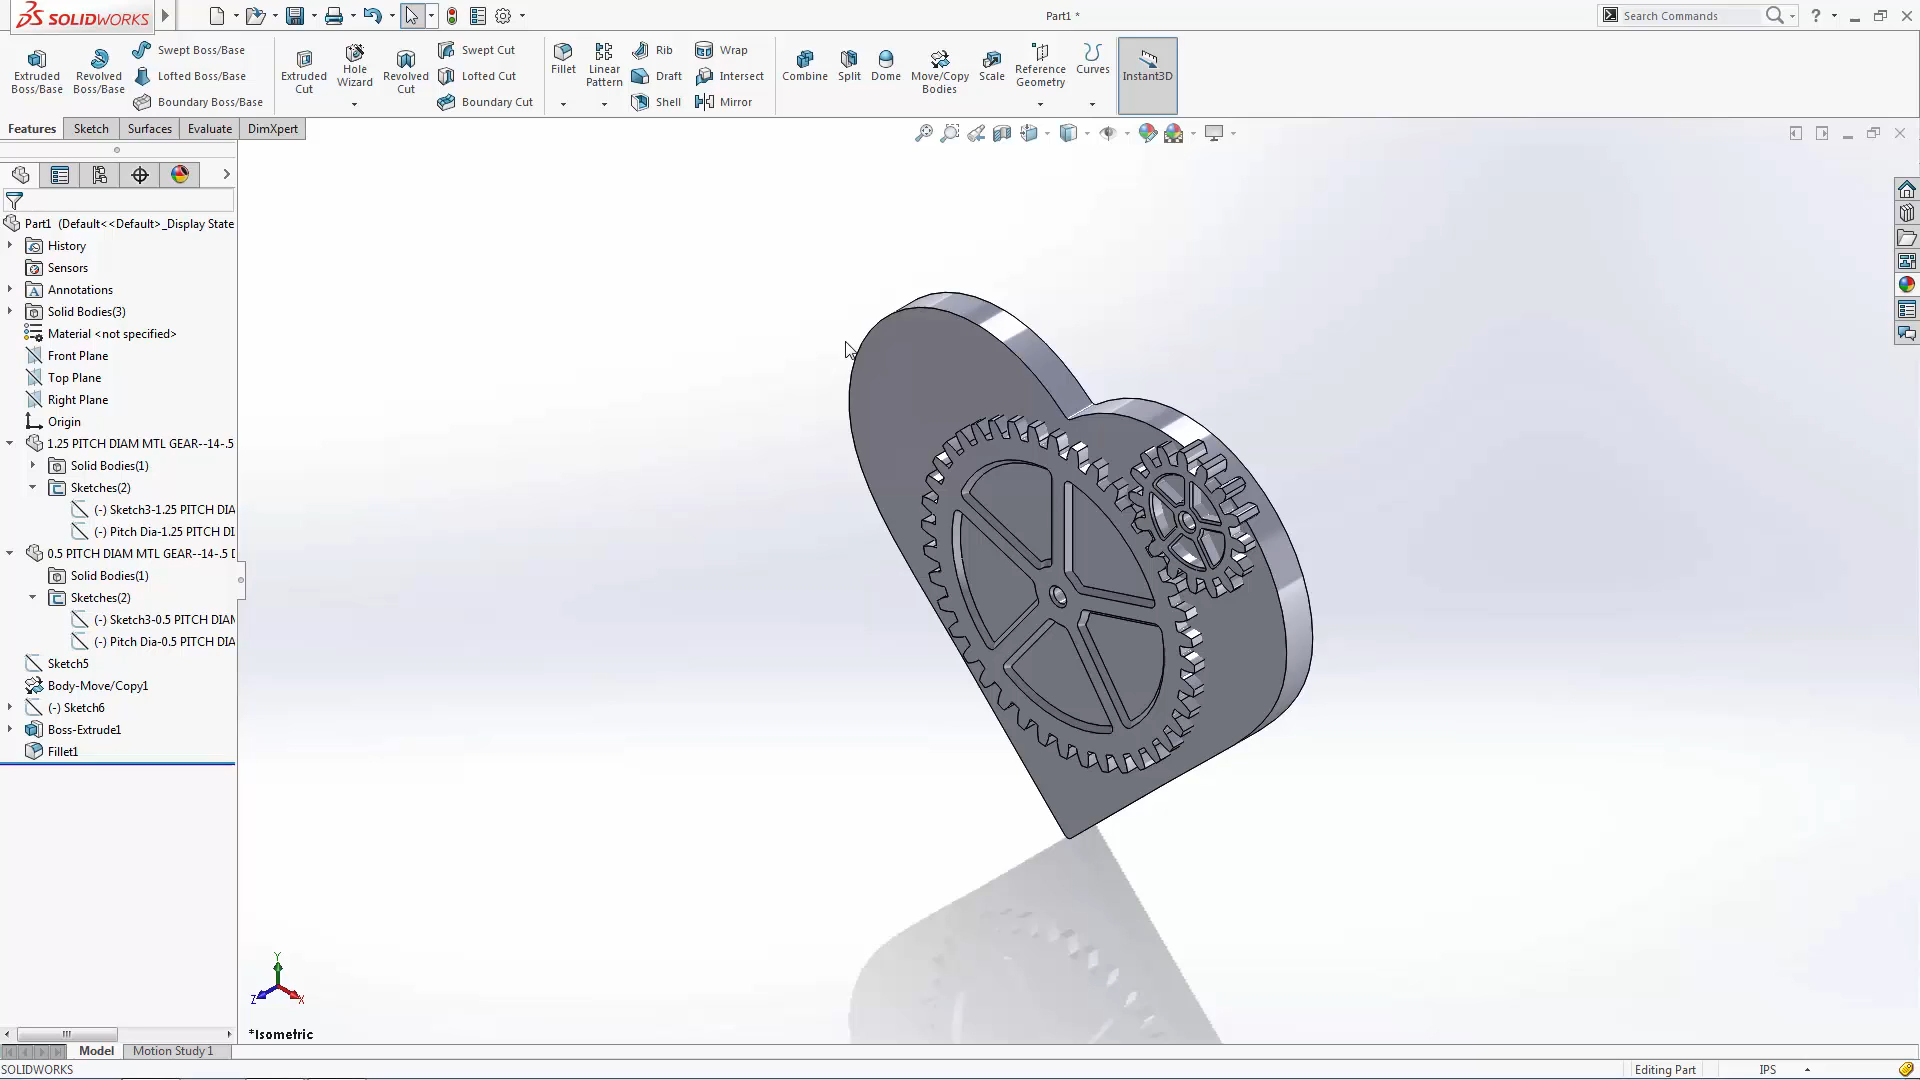 SOLIDWORKS
Part1 *
Search Commands
Extruded Boss/Base
Revolved Boss/Base
Swept Boss/Base
Lofted Boss/Base
Boundary Boss/Base
Extruded Cut
Hole Wizard
Revolved Cut
Swept Cut
Lofted Cut
Boundary Cut
Fillet
Linear Pattern
Rib
Draft
Shell
Wrap
Intersect
Mirror
Combine
Split
Dome
Move/Copy Bodies
Scale
Reference Geometry
Curves
Instant3D
Features
Sketch
Surfaces
Evaluate
DimXpert
Part1 (Default<<Default>_Display State
History
Sensors
Annotations
Solid Bodies(3)
Material <not specified>
Front Plane
Top Plane
Right Plane
Origin
1.25 PITCH DIAM MTL GEAR--14-.5
Solid Bodies(1)
Sketches(2)
(-) Sketch3-1.25 PITCH DIA
(-) Pitch Dia-1.25 PITCH DI
0.5 PITCH DIAM MTL GEAR--14-.5 [
Solid Bodies(1)
Sketches(2)
(-) Sketch3-0.5 PITCH DIAM
(-) Pitch Dia-0.5 PITCH DIA
Sketch5
Body-Move/Copy1
(-) Sketch6
Boss-Extrude1
Fillet1
Y
Z
X
*Isometric
Model
Motion Study 1
SOLIDWORKS
Editing Part
IPS